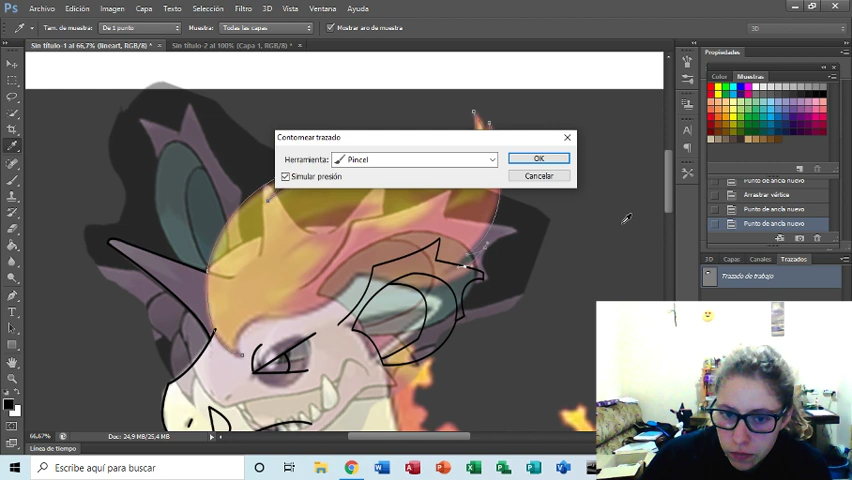 Ps Archivo Edición Imagen Capa Texto Selección Filtro 3D Vista Ventana Ayuda
Tam. de muestra: De 1 punto Muestra: Todas las capas Mostrar aro de muestra 3D
Sin título-1 al 66,7% (lineart, RGB/8) * × Sin título-2 al 100% (Capa 1, RGB/8) * ×
Propiedades
Color Muestras
Contornear trazado
Herramienta: Pincel OK
Simular presión Cancelar
Punto de ancla nuevo
Arrastrar vértice
Punto de ancla nuevo
Punto de ancla nuevo
3D Capas Canales Trazados
Trazado de trabajo
66,67% Doc: 24,9 MB/25,4 MB
Línea de tiempo
Escribe aquí para buscar